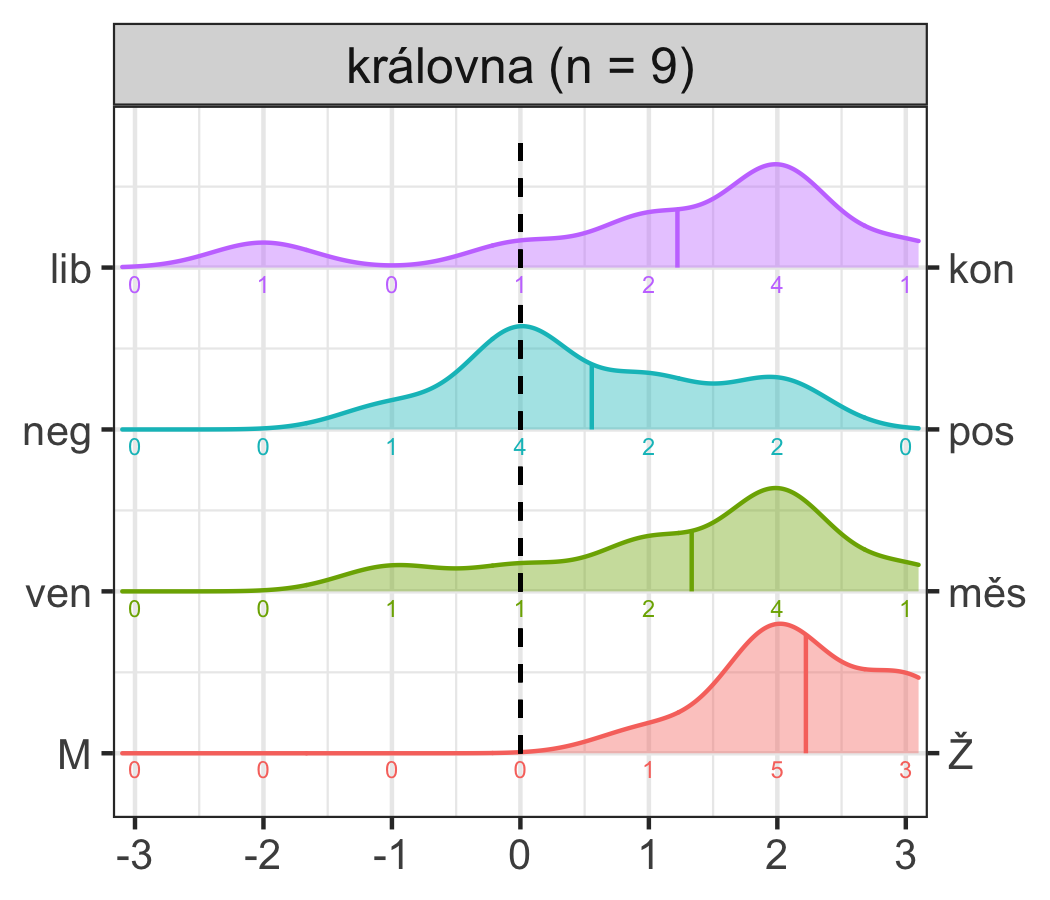 královna (n = 9)
lib kon
0 1 0 1 2 4 1
neg pos
0 0 1 4 2 2 0
ven měs
0 0 1 1 2 4 1
M Ž
0 0 0 0 1 5 3
-3 -2 -1 0 1 2 3